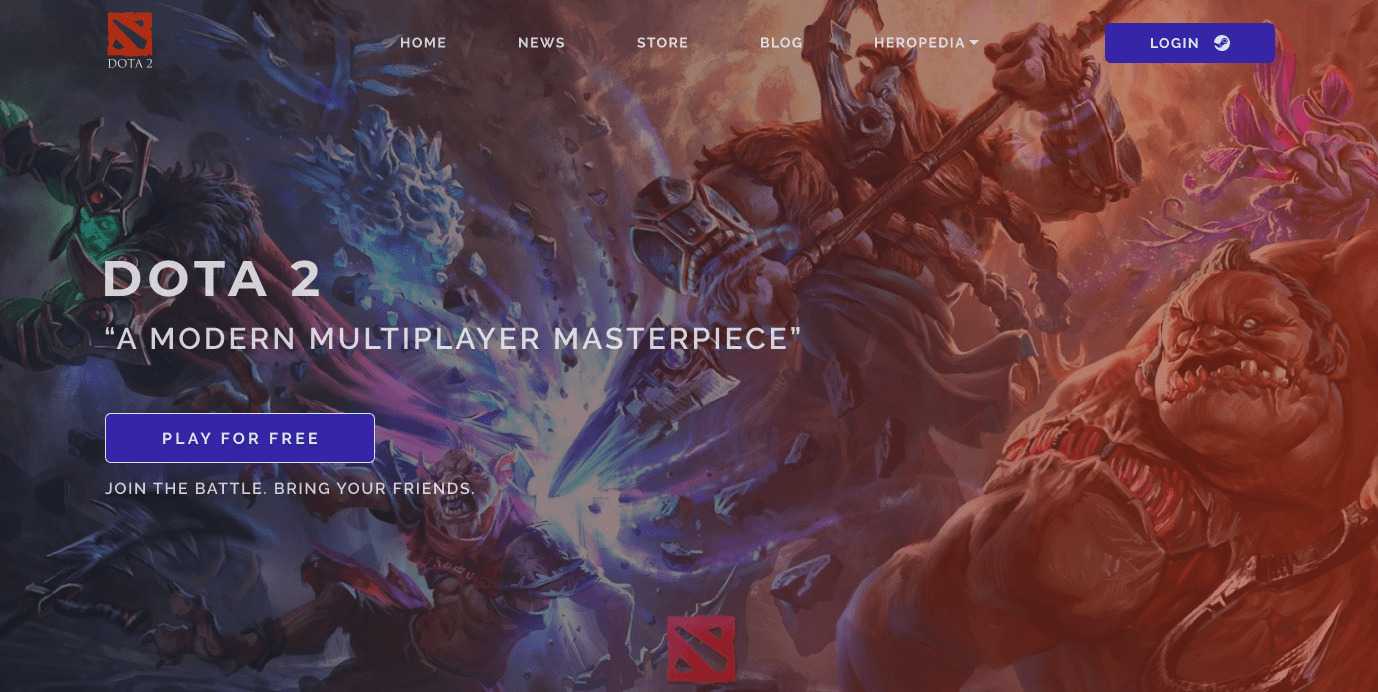 DOTA 2
HOME
NEWS
STORE
BLOG
HEROPEDIA
LOGIN
DOTA 2
“A MODERN MULTIPLAYER MASTERPIECE”
PLAY FOR FREE
JOIN THE BATTLE. BRING YOUR FRIENDS.